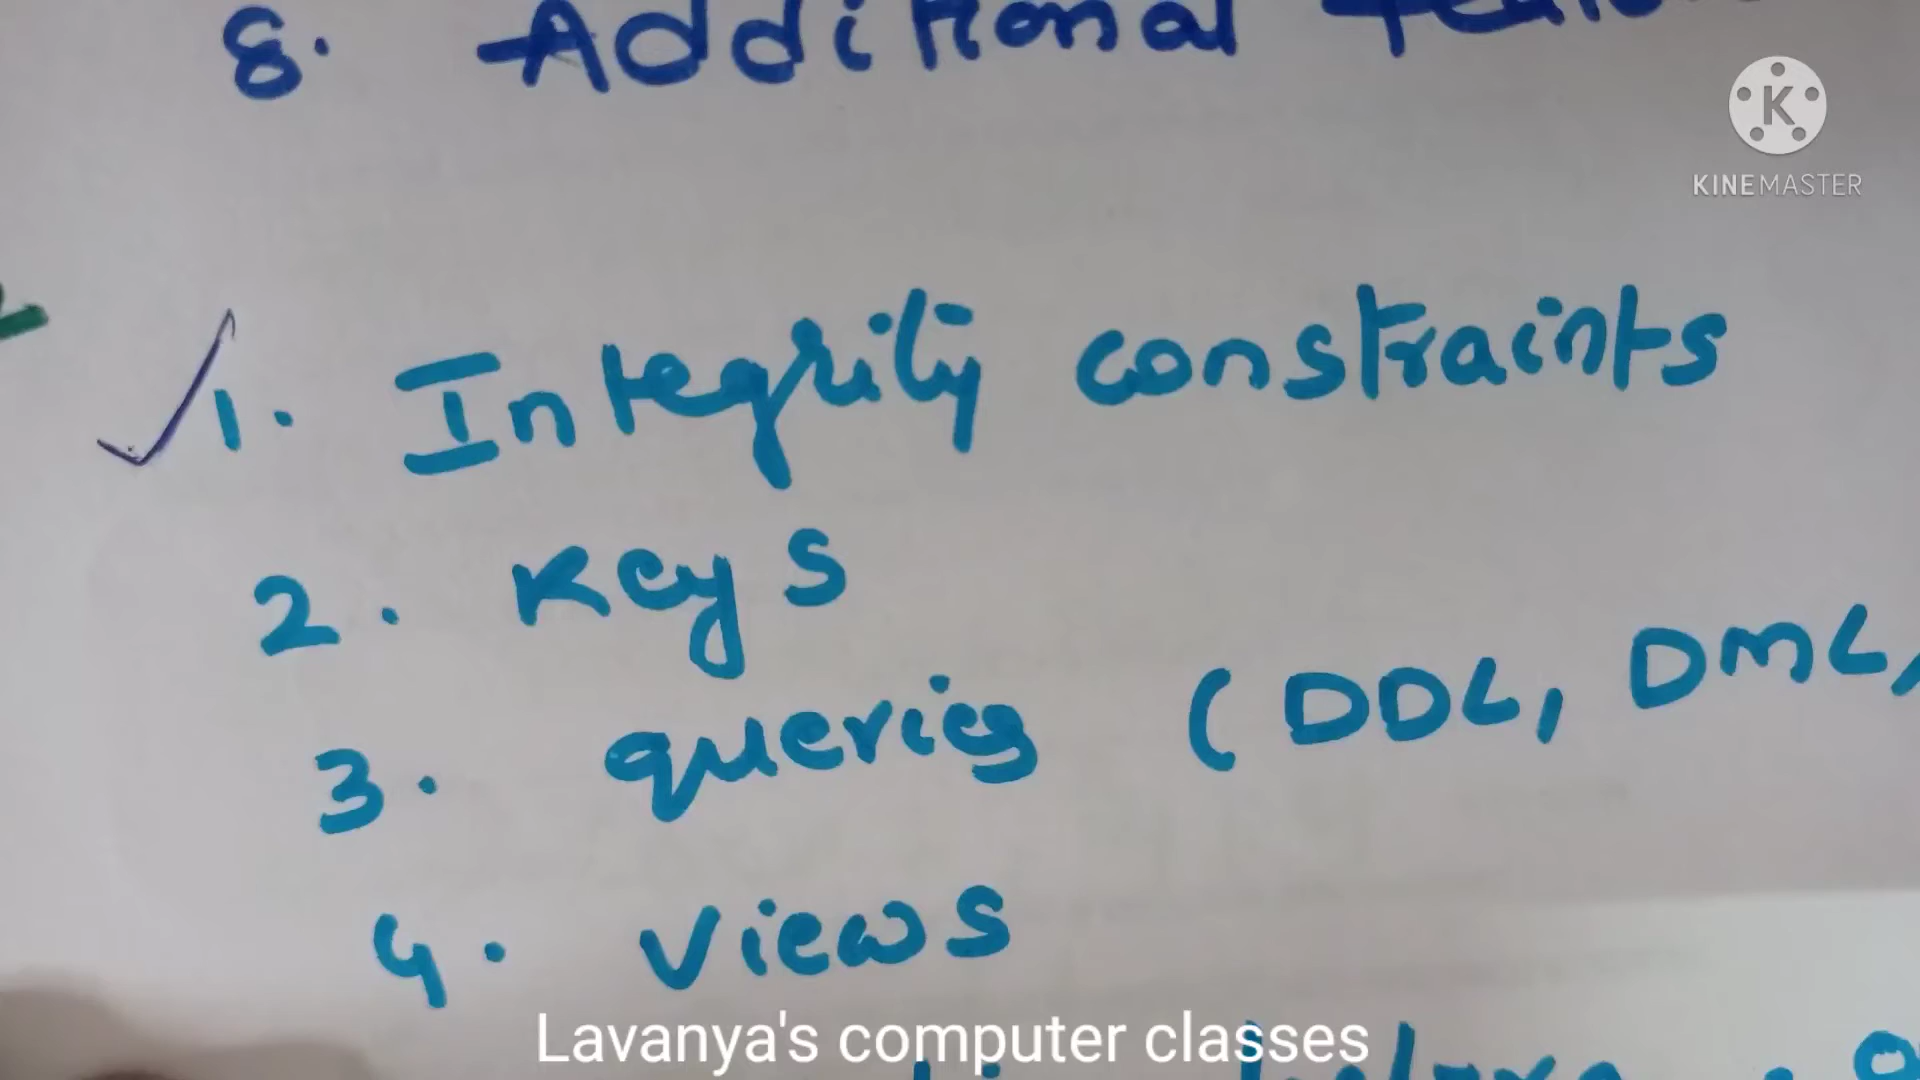 8. Additional
KINEMASTER
1. Integrity constraints
2. Keys
3. queries (DDL, DML,
4. Views
Lavanya's computer classes